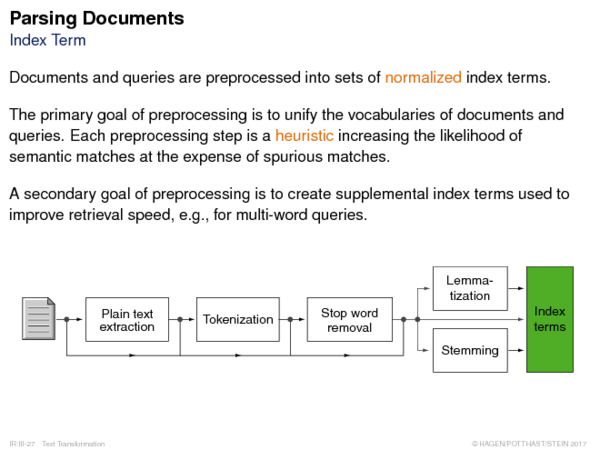 Parsing Documents
Index Term
Documents and queries are preprocessed into sets of normalized index terms.
The primary goal of preprocessing is to unify the vocabularies of documents and
queries. Each preprocessing step is a heuristic increasing the likelihood of
semantic matches at the expense of spurious matches.
A secondary goal of preprocessing is to create supplemental index terms used to
improve retrieval speed, e.g., for multi-word queries.
Plain text
extraction
Tokenization
Stop word
removal
Lemma-
tization
Stemming
Index
terms
IR:III-27 Text Transformation
© HAGEN/POTTHAST/STEIN 2017